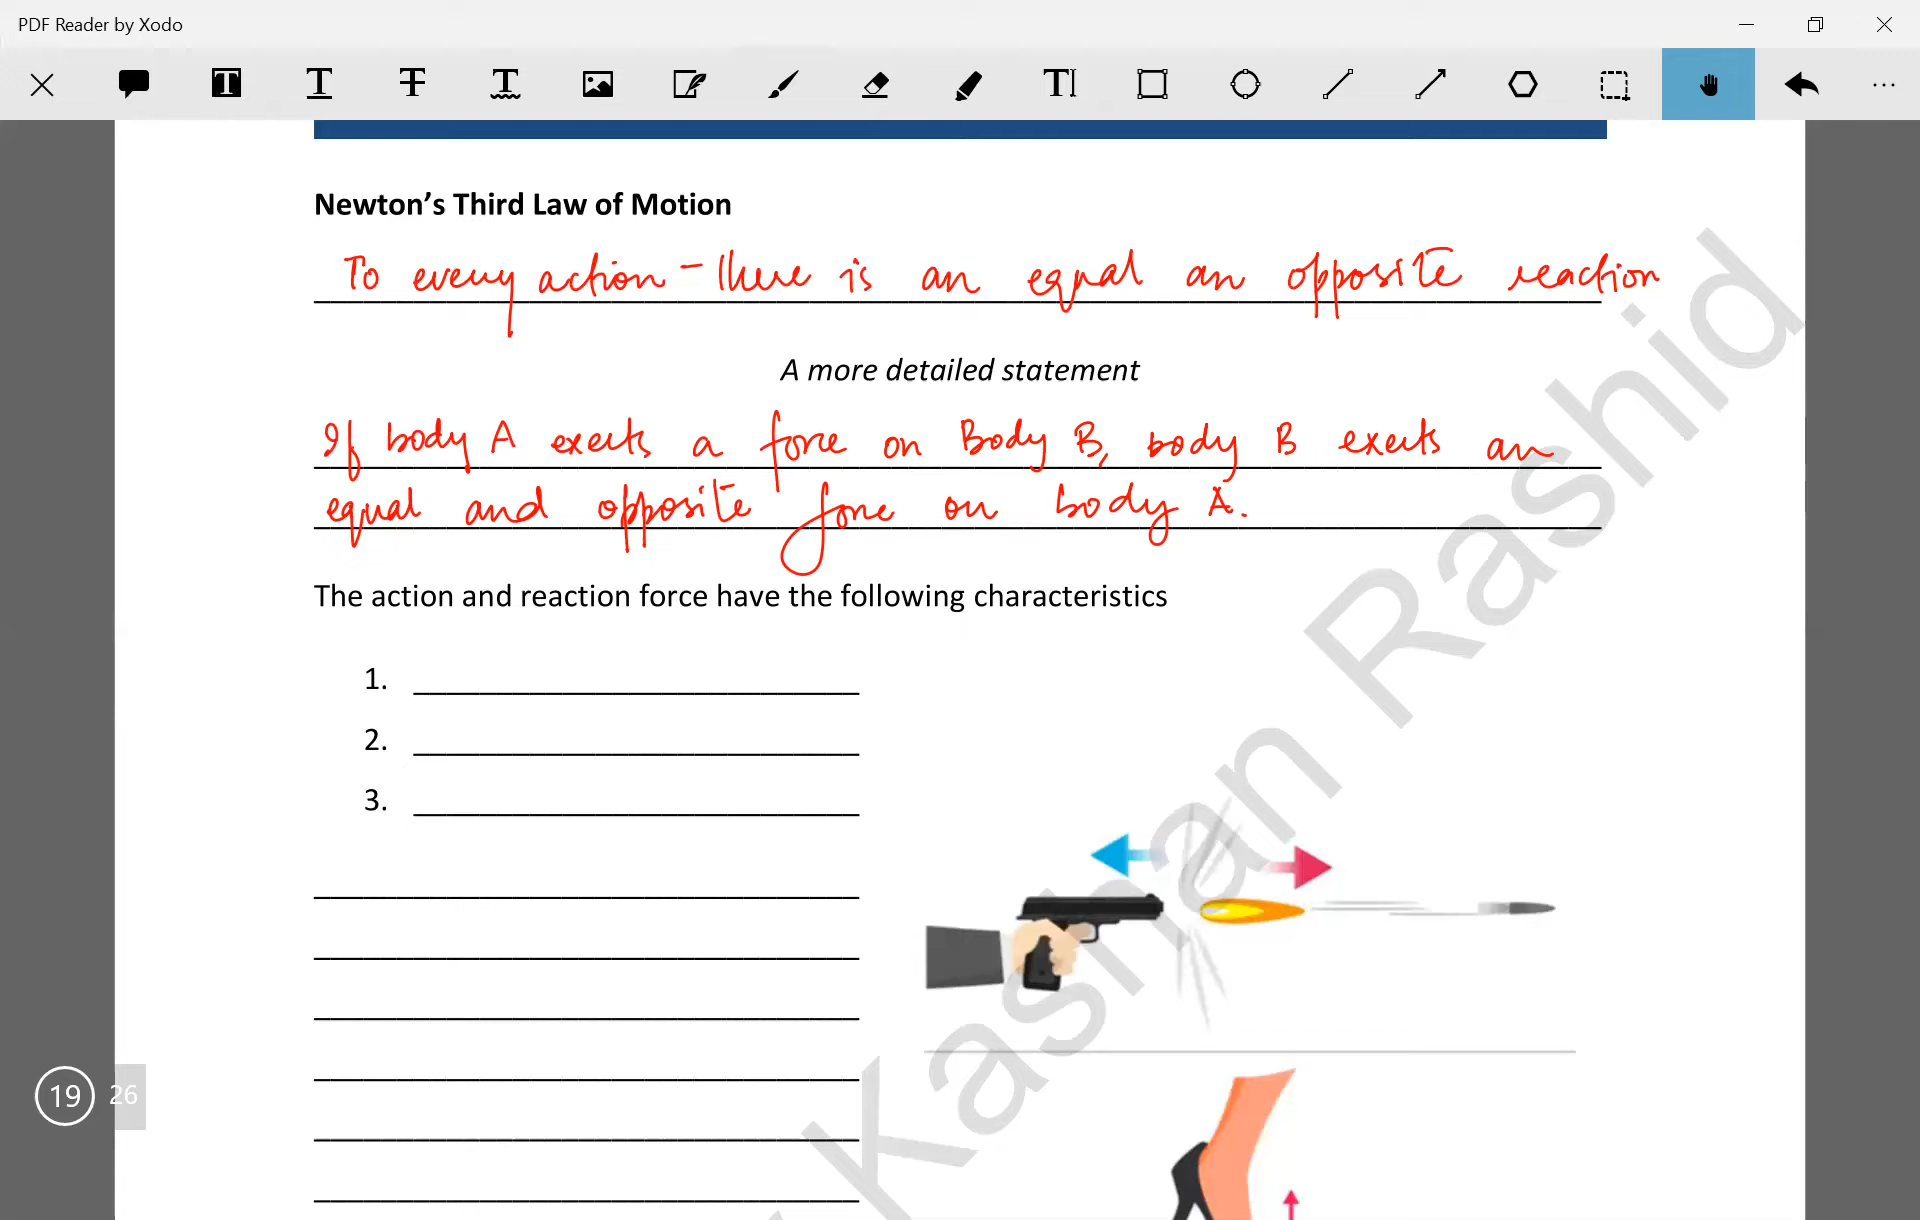 PDF Reader by Xodo
Newton's Third Law of Motion
To every action - there is an equal an opposite reaction
A more detailed statement
If body A exerts a force on Body B, body B exerts an
equal and opposite force on body A.
The action and reaction force have the following characteristics
1.
2.
3.
Kashan Rashid
19 26